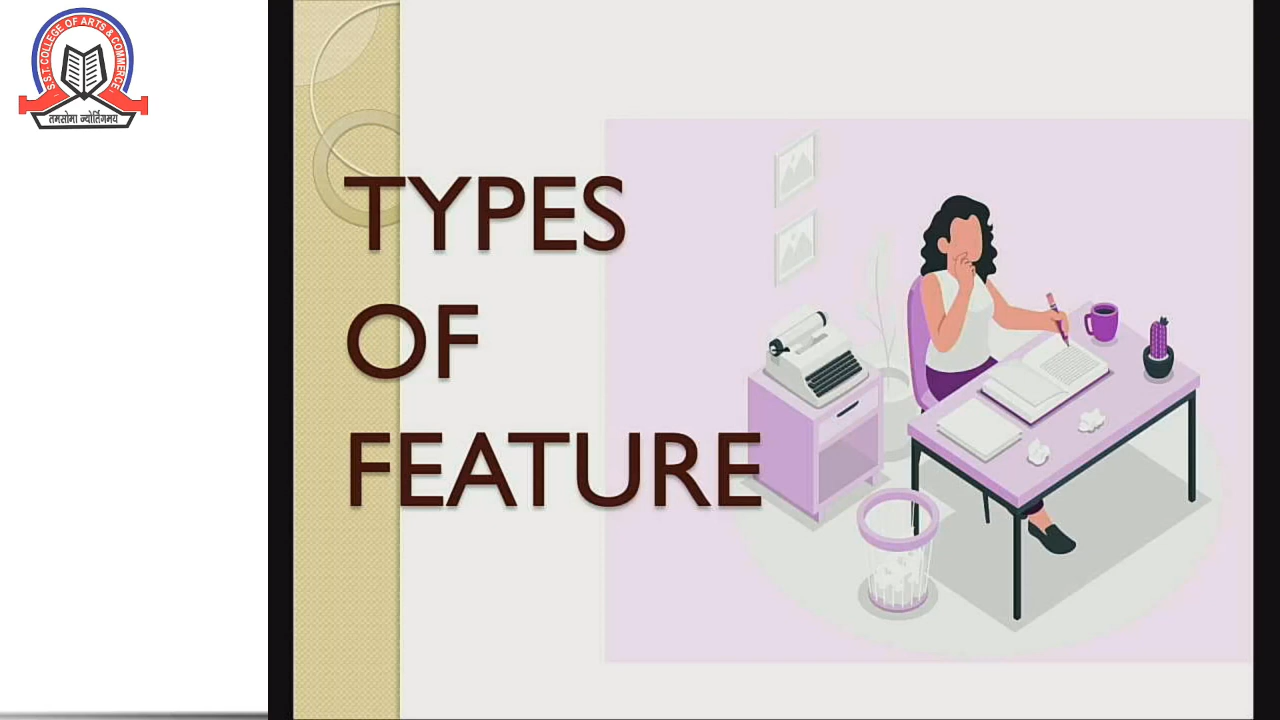 S.S.T. COLLEGE OF ARTS & COMMERCE
तमसोमा ज्योर्तिगमय
TYPES
OF
FEATURE